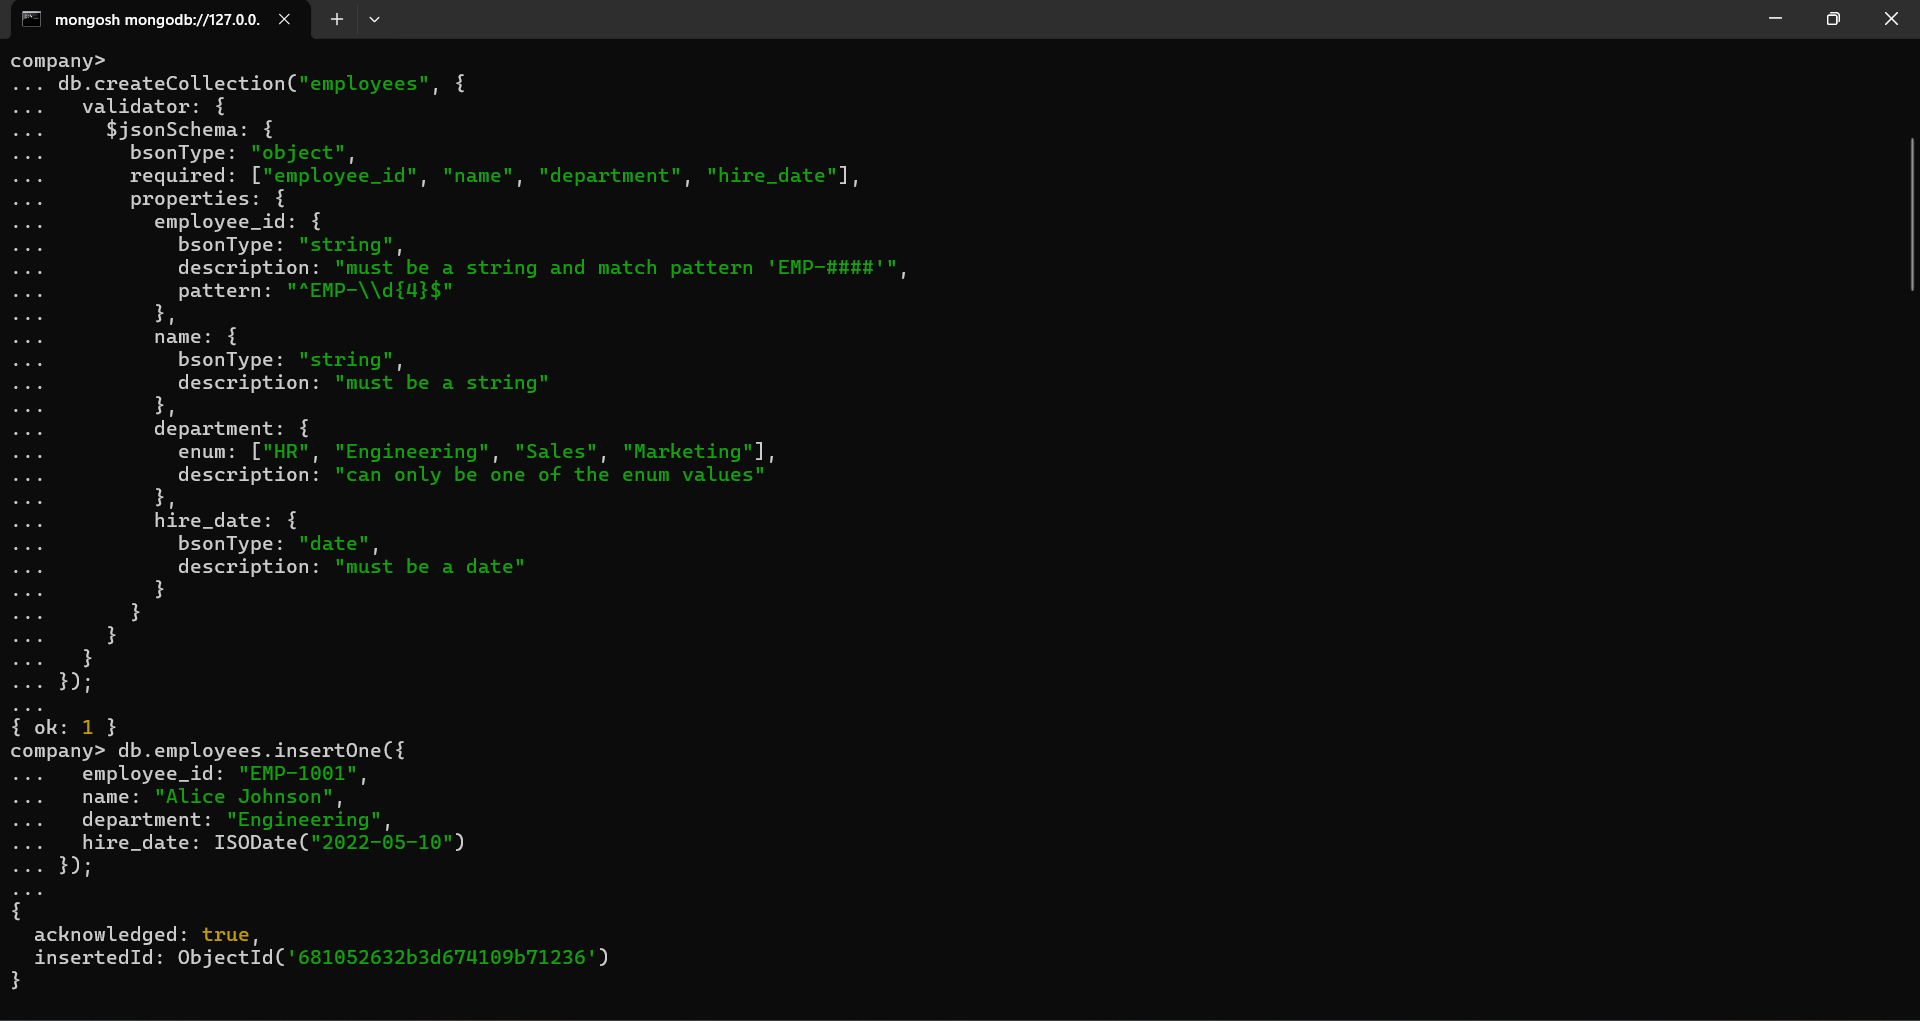 mongosh mongodb://127.0.0.
company>
... db.createCollection("employees", {
...   validator: {
...     $jsonSchema: {
...       bsonType: "object",
...       required: ["employee_id", "name", "department", "hire_date"],
...       properties: {
...         employee_id: {
...           bsonType: "string",
...           description: "must be a string and match pattern 'EMP-####'",
...           pattern: "^EMP-\\d{4}$"
...         },
...         name: {
...           bsonType: "string",
...           description: "must be a string"
...         },
...         department: {
...           enum: ["HR", "Engineering", "Sales", "Marketing"],
...           description: "can only be one of the enum values"
...         },
...         hire_date: {
...           bsonType: "date",
...           description: "must be a date"
...         }
...       }
...     }
...   }
... });
...
{ ok: 1 }
company> db.employees.insertOne({
...   employee_id: "EMP-1001",
...   name: "Alice Johnson",
...   department: "Engineering",
...   hire_date: ISODate("2022-05-10")
... });
...
{
  acknowledged: true,
  insertedId: ObjectId('681052632b3d674109b71236')
}